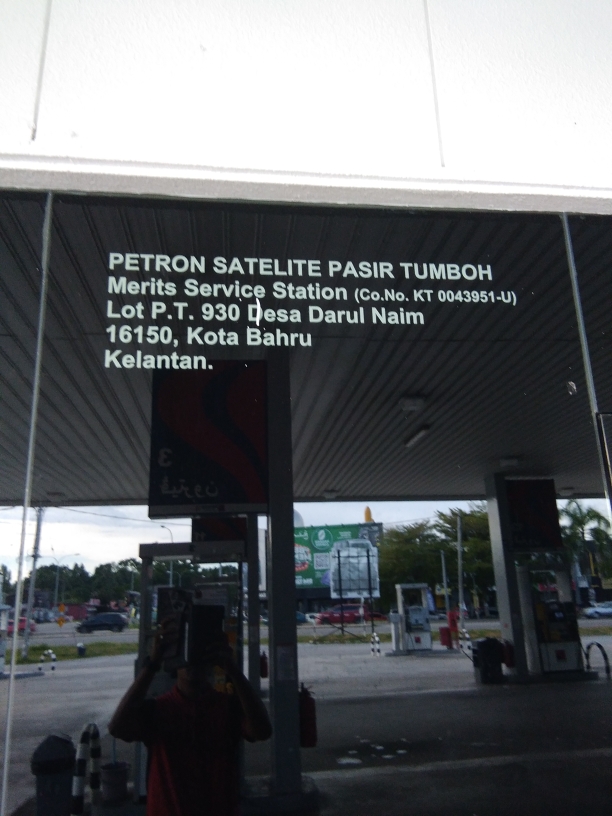 PETRON SATELITE PASIR TUMBOH
Merits Service Station (Co.No. KT 0043951-U)
Lot P.T. 930 Desa Darul Naim
16150, Kota Bahru
Kelantan.
3